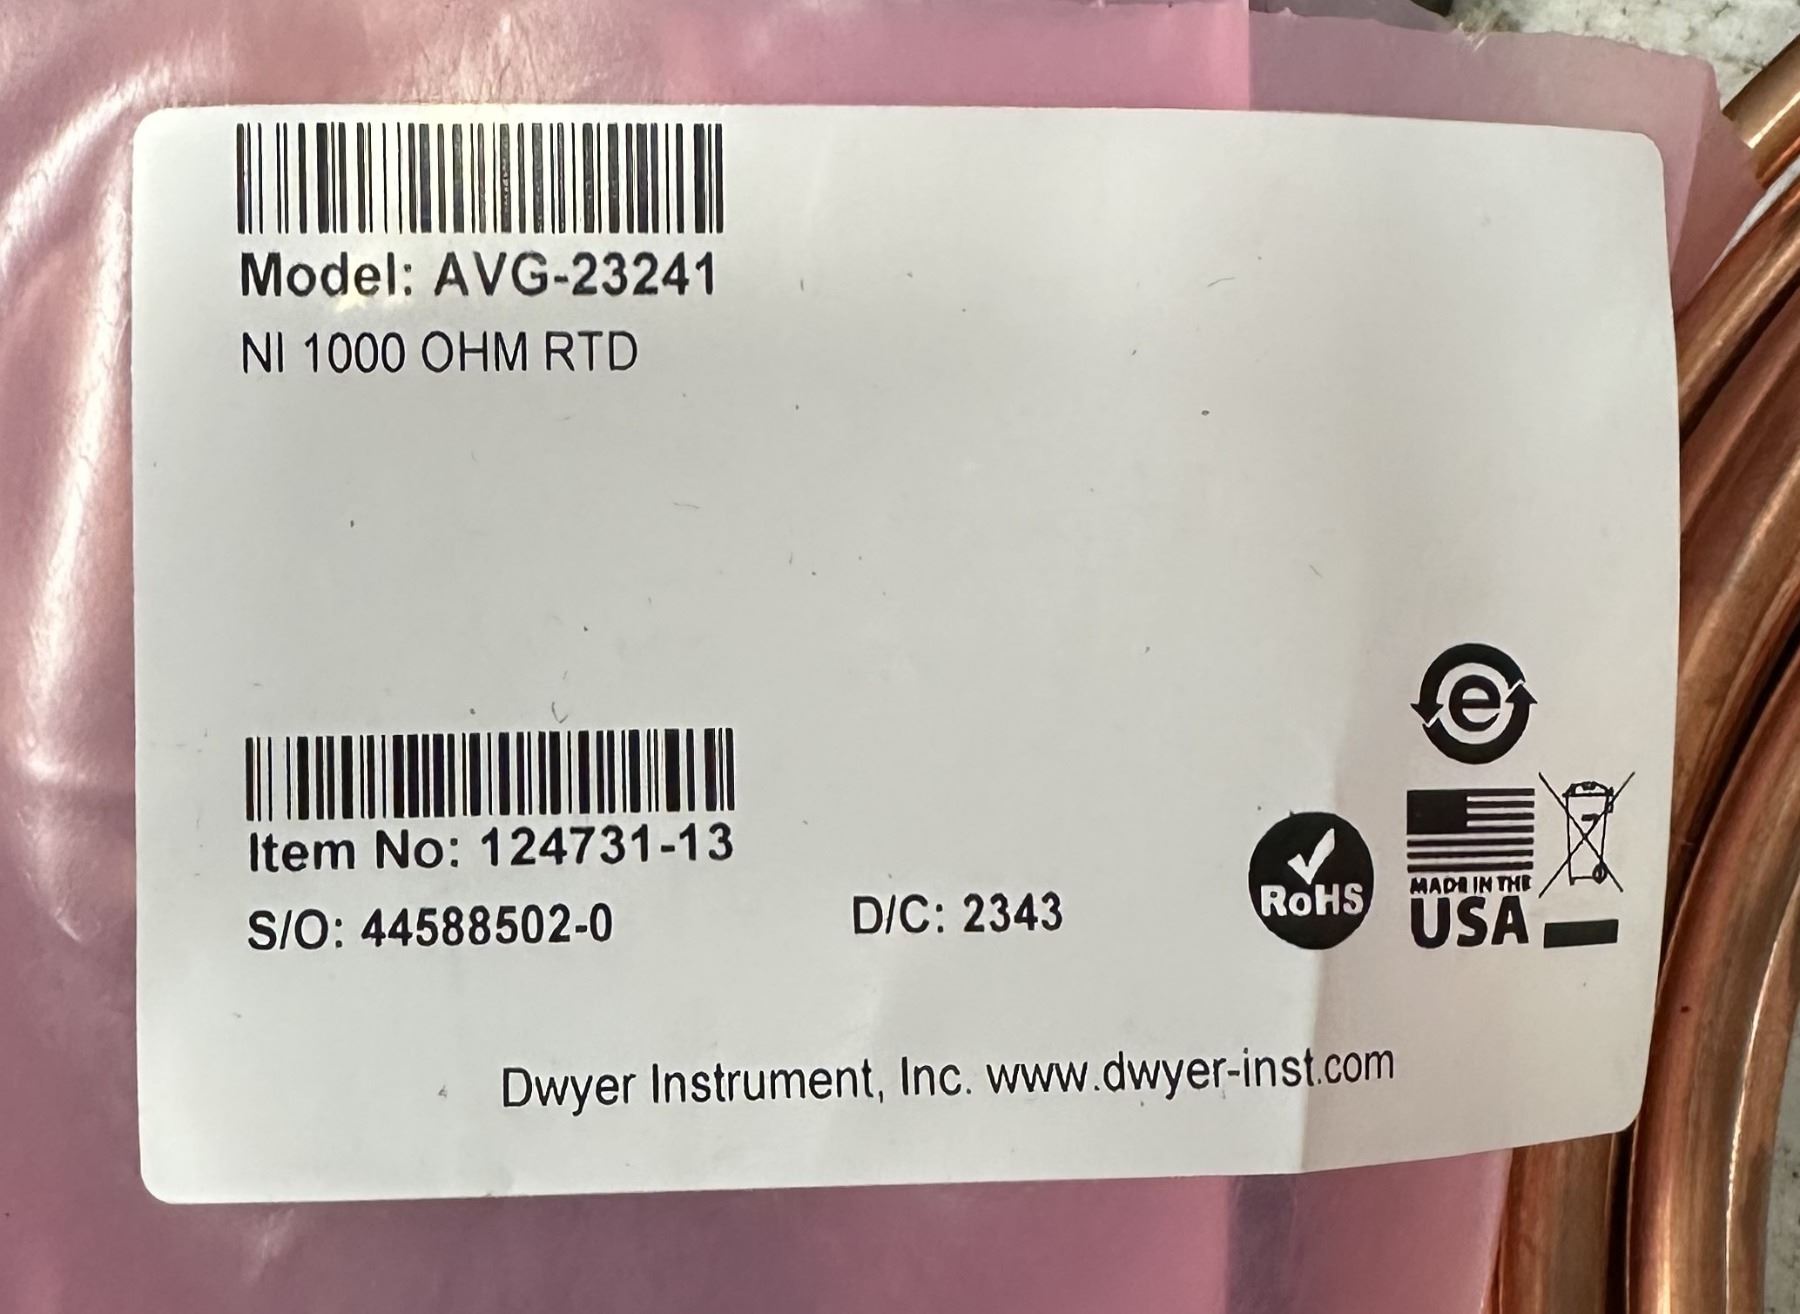 Model: AVG-23241
NI 1000 OHM RTD
Item No: 124731-13
S/O: 44588502-0
D/C: 2343
e
RoHS
MADE IN THE
USA
Dwyer Instrument, Inc. www.dwyer-inst.com